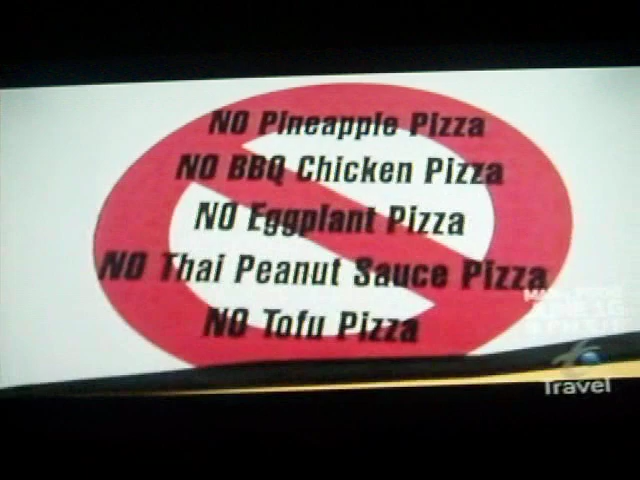 NO Pineapple Pizza
NO BBQ Chicken Pizza
NO Eggplant Pizza
NO Thai Peanut Sauce Pizza
NO Tofu Pizza
Travel